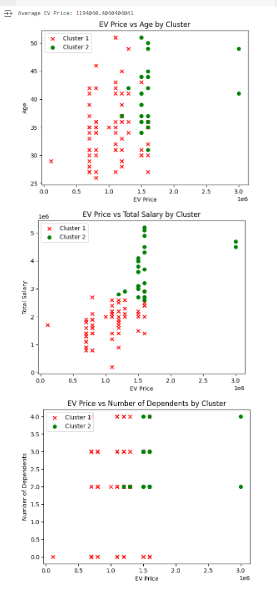 Average EV Price: 1194040.4040404041
EV Price vs Age by Cluster
Cluster 1
Cluster 2
50
45
40
35
30
25
Age
0.0 0.5 1.0 1.5 2.0 2.5 3.0
EV Price
1e6
EV Price vs Total Salary by Cluster
1e6
Cluster 1
Cluster 2
5
4
3
2
1
0
Total Salary
0.0 0.5 1.0 1.5 2.0 2.5 3.0
EV Price
1e6
EV Price vs Number of Dependents by Cluster
Cluster 1
Cluster 2
4.0
3.5
3.0
2.5
2.0
1.5
1.0
0.5
0.0
Number of Dependents
0.0 0.5 1.0 1.5 2.0 2.5 3.0
EV Price
1e6